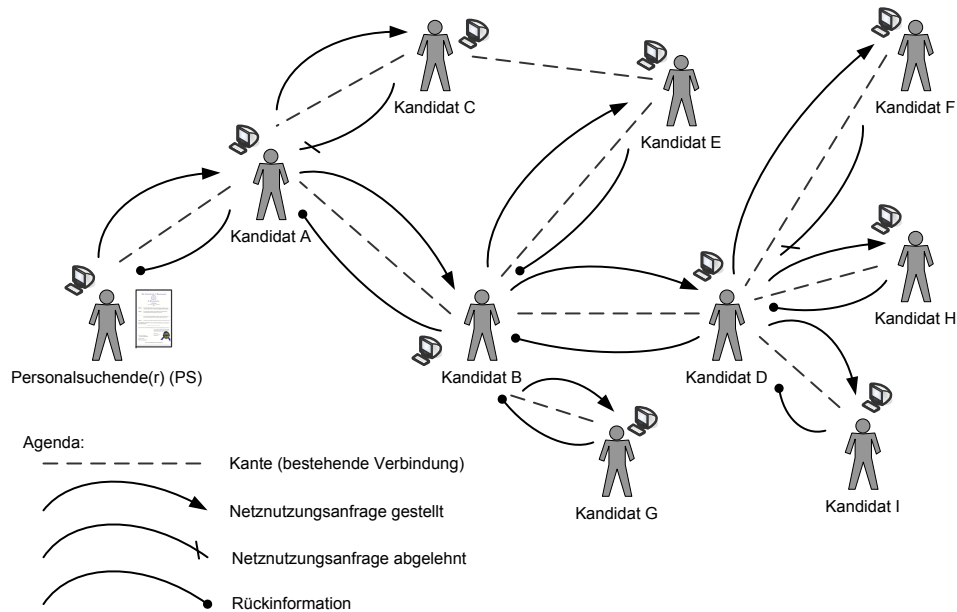 Kandidat C
Kandidat F
Kandidat E
Kandidat A
Kandidat H
Personalsuchende(r) (PS)
Kandidat B
Kandidat D
Kandidat G
Kandidat I
Agenda:
Kante (bestehende Verbindung)
Netznutzungsanfrage gestellt
Netznutzungsanfrage abgelehnt
Rückinformation